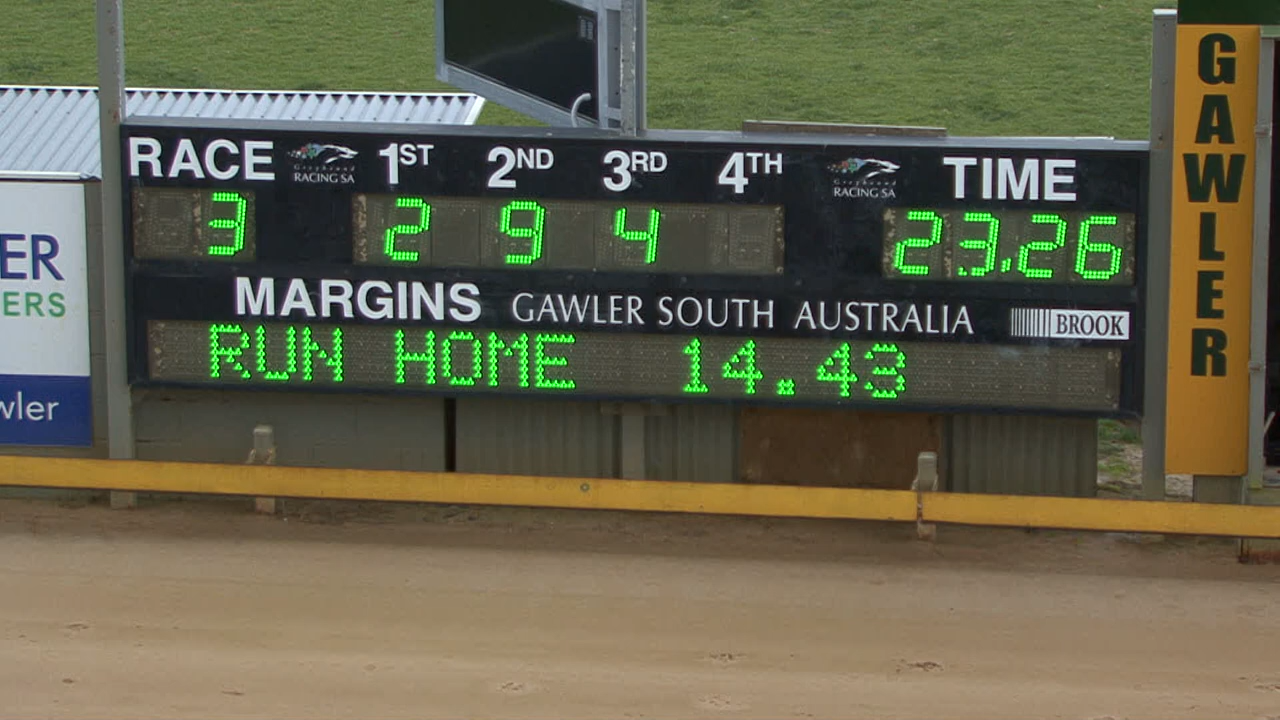 RACE Greyhound RACING SA 1ST 2ND 3RD 4TH Greyhound RACING SA TIME
3 2 9 4 23.26
MARGINS GAWLER SOUTH AUSTRALIA BROOK
RUN HOME 14.43
GAWLER
ER
ERS
wler